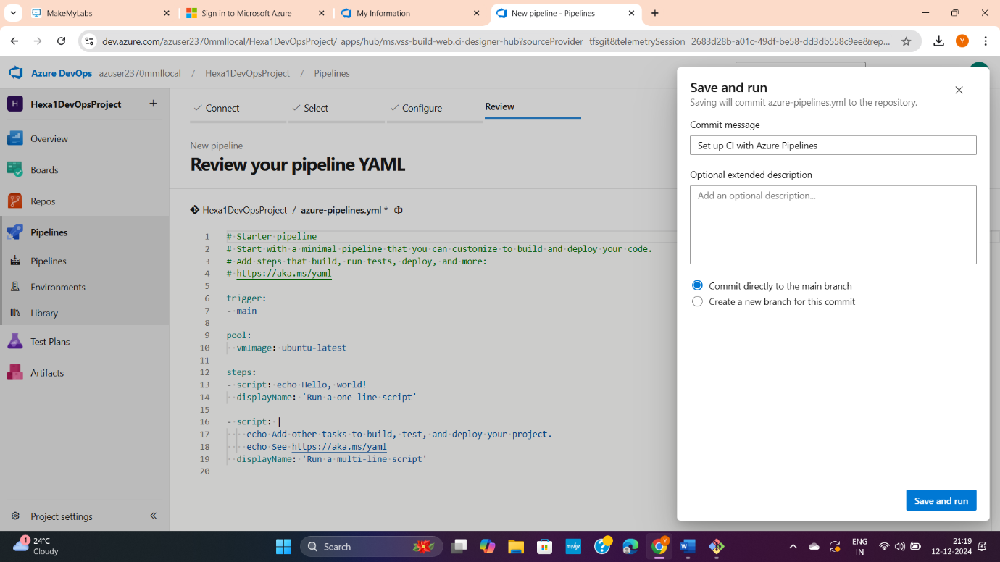 MakeMyLabs
Sign in to Microsoft Azure
My Information
New pipeline - Pipelines
dev.azure.com/azuser2370mmllocal/Hexa1DevOpsProject/_apps/hub/ms.vss-build-web.ci-designer-hub?sourceProvider=tfsgit&telemetrySession=2683d28b-a01c-49df-be58-dd3db558c9ee&rep...
Y
Azure DevOps azuser2370mmllocal / Hexa1DevOpsProject / Pipelines
H Hexa1DevOpsProject +
Overview
Boards
Repos
Pipelines
Pipelines
Environments
Library
Test Plans
Artifacts
Project settings
Connect
Select
Configure
Review
New pipeline
Review your pipeline YAML
Hexa1DevOpsProject / azure-pipelines.yml *
1 # Starter pipeline
2 # Start with a minimal pipeline that you can customize to build and deploy your code.
3 # Add steps that build, run tests, deploy, and more:
4 # https://aka.ms/yaml
5
6 trigger:
7 - main
8
9 pool:
10 vmImage: ubuntu-latest
11
12 steps:
13 - script: echo Hello, world!
14 displayName: 'Run a one-line script'
15
16 - script: |
17 echo Add other tasks to build, test, and deploy your project.
18 echo See https://aka.ms/yaml
19 displayName: 'Run a multi-line script'
20
Save and run
Saving will commit azure-pipelines.yml to the repository.
Commit message
Set up CI with Azure Pipelines
Optional extended description
Add an optional description...
Commit directly to the main branch
Create a new branch for this commit
Save and run
1
24°C
Cloudy
Search
myhp
Y
W
ENG
IN
21:19
12-12-2024